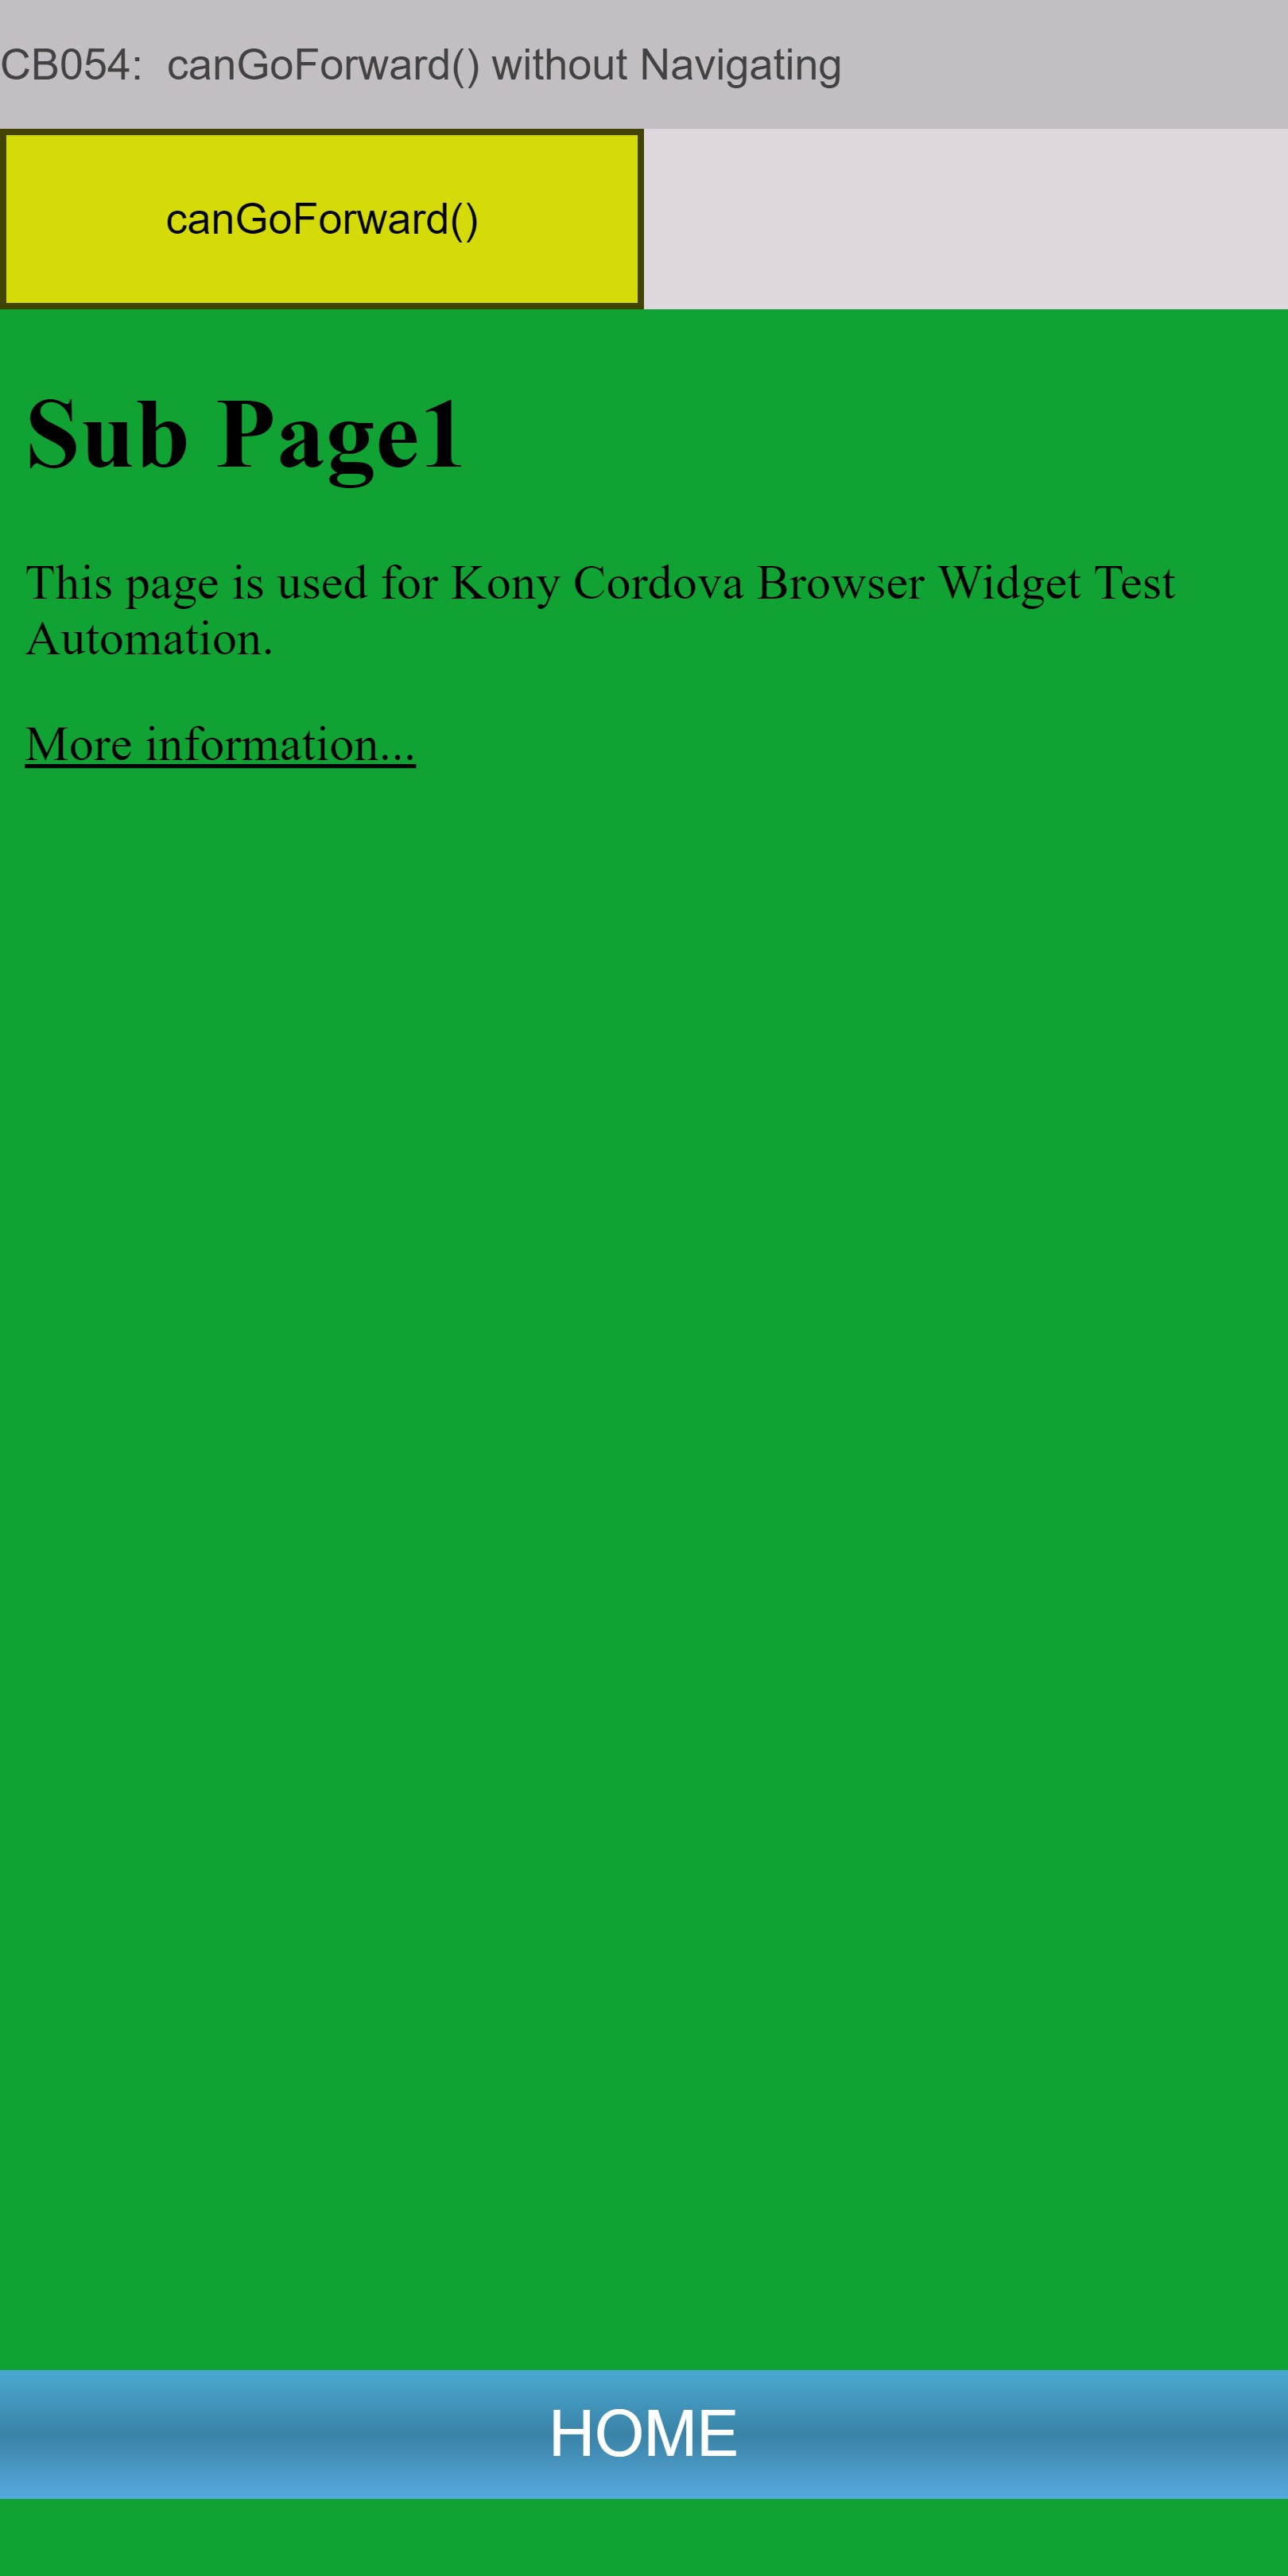 CB054:  canGoForward() without Navigating
canGoForward()
Sub Page1
This page is used for Kony Cordova Browser Widget Test
Automation.
More information...
HOME